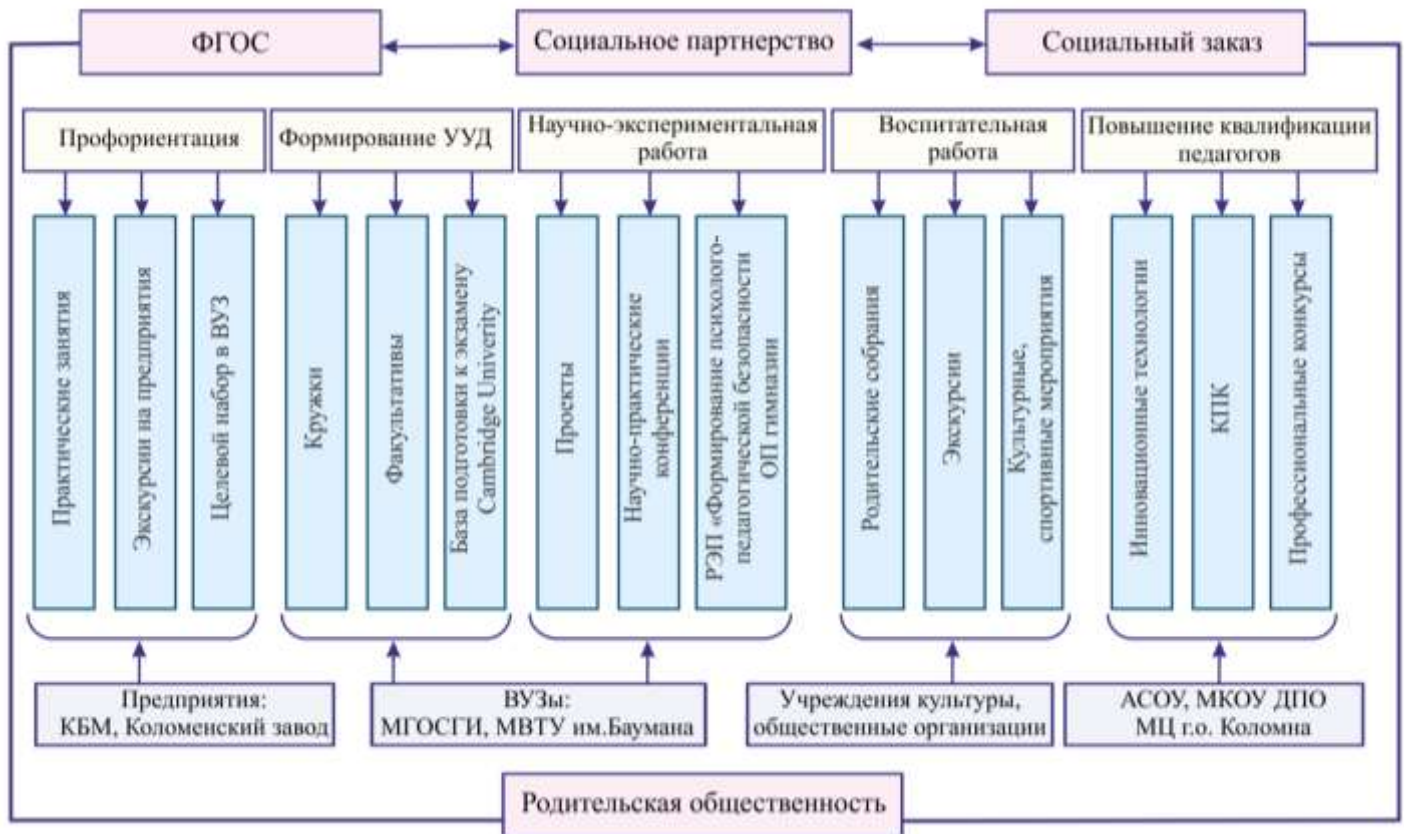 ФГОС
Социальное партнерство
Социальный заказ
Профориентация
Формирование УУД
Научно-экспериментальная
работа
Воспитательная
работа
Повышение квалификации
педагогов
Практические занятия
Экскурсии на предприятия
Целевой набор в ВУЗ
Кружки
Факультативы
База подготовки к экзамену
Cambridge Univerity
Проекты
Научно-практические
конференции
РЭП «Формирование психолого-
педагогической безопасности
ОП гимназии
Родительские собрания
Экскурсии
Культурные,
спортивные мероприятия
Инновационные технологии
КПК
Профессиональные конкурсы
Предприятия:
КБМ, Коломенский завод
ВУЗы:
МГОСГИ, МВТУ им.Баумана
Учреждения культуры,
общественные организации
АСОУ, МКОУ ДПО
МЦ г.о. Коломна
Родительская общественность